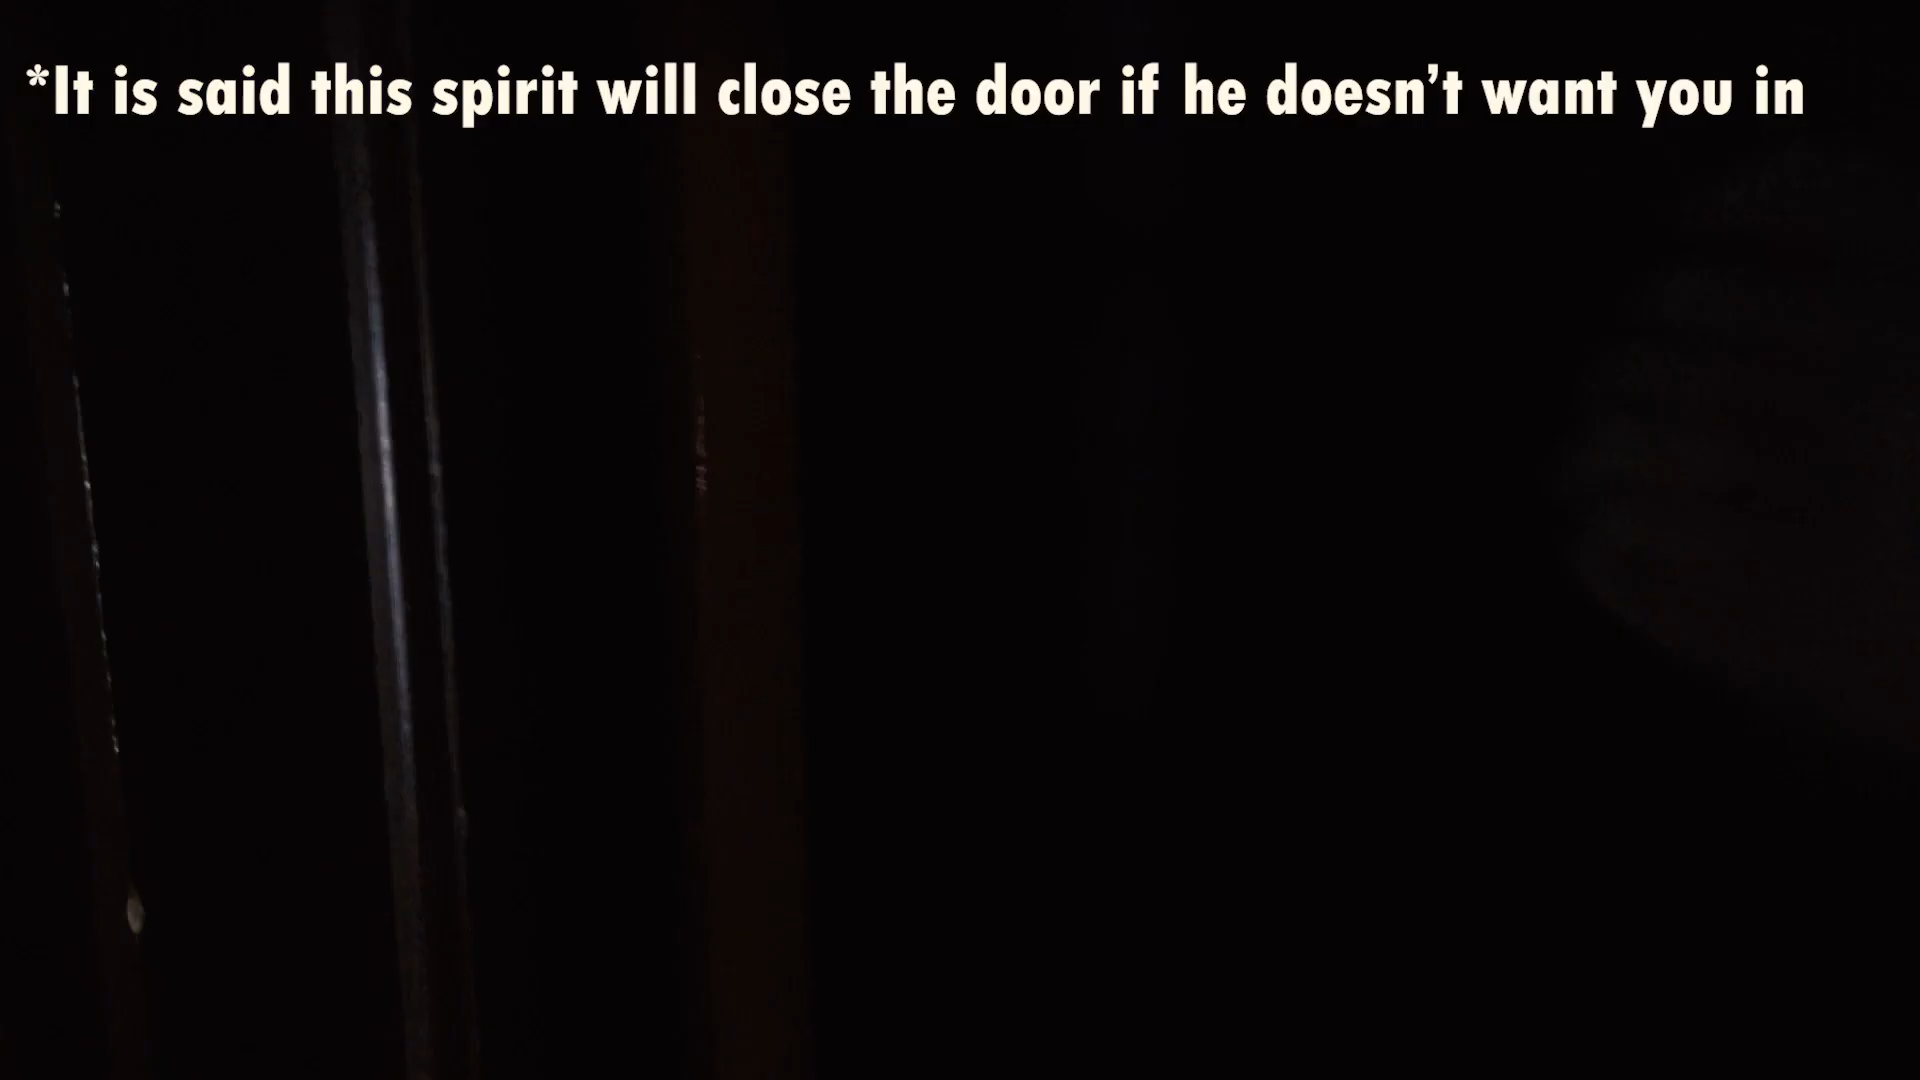 *It is said this spirit will close the door if he doesn’t want you in